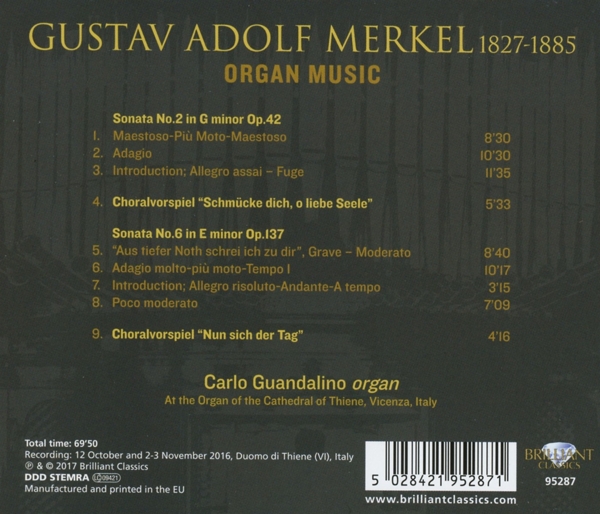 GUSTAV ADOLF MERKEL 1827-1885
ORGAN MUSIC
Sonata No.2 in G minor Op.42
1. Maestoso-Più Moto-Maestoso 8'30
2. Adagio 10'30
3. Introduction; Allegro assai – Fuge 11'35
4. Choralvorspiel "Schmücke dich, o liebe Seele" 5'33
Sonata No.6 in E minor Op.137
5. "Aus tiefer Noth schrei ich zu dir", Grave – Moderato 8'40
6. Adagio molto-più moto-Tempo I 10'17
7. Introduction; Allegro risoluto-Andante-A tempo 3'15
8. Poco moderato 7'09
9. Choralvorspiel "Nun sich der Tag" 4'16
Carlo Guandalino organ
At the Organ of the Cathedral of Thiene, Vicenza, Italy
Total time: 69'50
Recording: 12 October and 2-3 November 2016, Duomo di Thiene (VI), Italy
℗ & © 2017 Brilliant Classics
DDD STEMRA LC 09421
Manufactured and printed in the EU
5 028421 952871
www.brilliantclassics.com
BRILLIANT
CLASSICS
95287